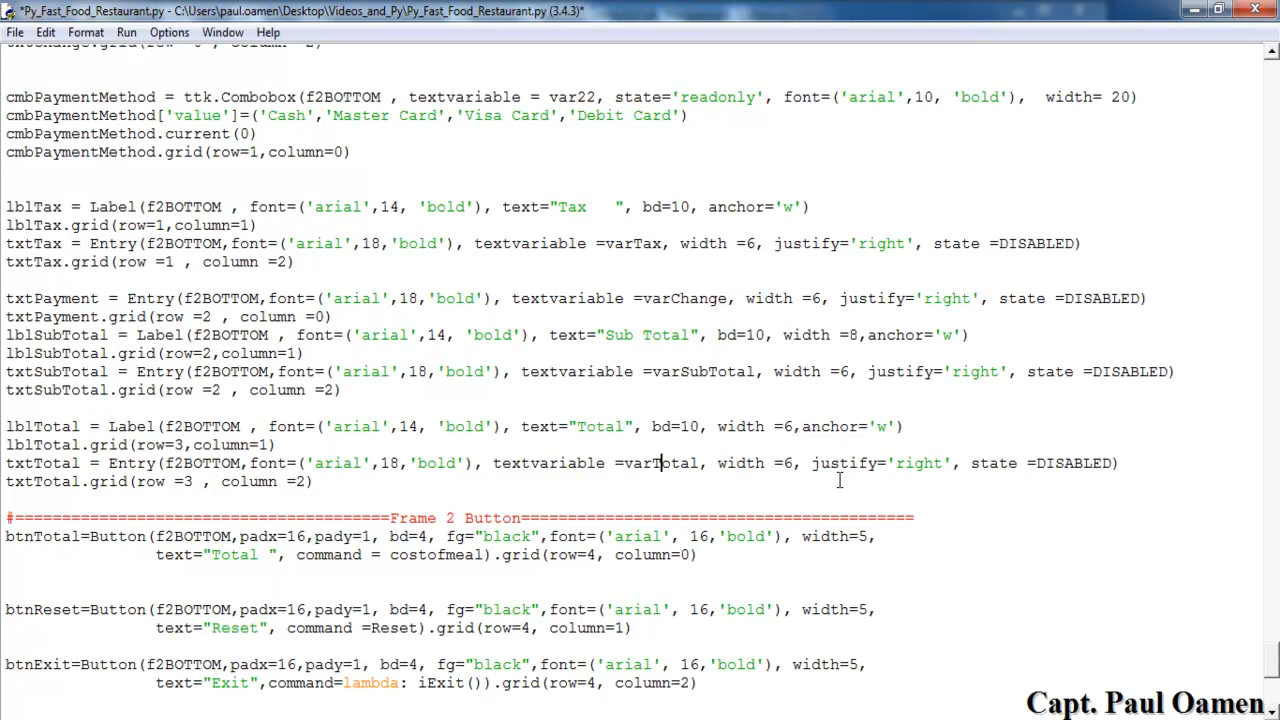 *Py_Fast_Food_Restaurant.py - C:\Users\paul.oamen\Desktop\Videos_and_Py\Py_Fast_Food_Restaurant.py (3.4.3)*
File Edit Format Run Options Window Help
cmbPaymentMethod = ttk.Combobox(f2BOTTOM , textvariable = var22, state='readonly', font=('arial',10, 'bold'),  width= 20)
cmbPaymentMethod['value']=('Cash','Master Card','Visa Card','Debit Card')
cmbPaymentMethod.current(0)
cmbPaymentMethod.grid(row=1,column=0)
lblTax = Label(f2BOTTOM , font=('arial',14, 'bold'), text="Tax   ", bd=10, anchor='w')
lblTax.grid(row=1,column=1)
txtTax = Entry(f2BOTTOM,font=('arial',18,'bold'), textvariable =varTax, width =6, justify='right', state =DISABLED)
txtTax.grid(row =1 , column =2)
txtPayment = Entry(f2BOTTOM,font=('arial',18,'bold'), textvariable =varChange, width =6, justify='right', state =DISABLED)
txtPayment.grid(row =2 , column =0)
lblSubTotal = Label(f2BOTTOM , font=('arial',14, 'bold'), text="Sub Total", bd=10, width =8,anchor='w')
lblSubTotal.grid(row=2,column=1)
txtSubTotal = Entry(f2BOTTOM,font=('arial',18,'bold'), textvariable =varSubTotal, width =6, justify='right', state =DISABLED)
txtSubTotal.grid(row =2 , column =2)
lblTotal = Label(f2BOTTOM , font=('arial',14, 'bold'), text="Total", bd=10, width =6,anchor='w')
lblTotal.grid(row=3,column=1)
txtTotal = Entry(f2BOTTOM,font=('arial',18,'bold'), textvariable =varTotal, width =6, justify='right', state =DISABLED)
txtTotal.grid(row =3 , column =2)
#========================================Frame 2 Button==========================================
btnTotal=Button(f2BOTTOM,padx=16,pady=1, bd=4, fg="black",font=('arial', 16,'bold'), width=5,
text="Total ", command = costofmeal).grid(row=4, column=0)
btnReset=Button(f2BOTTOM,padx=16,pady=1, bd=4, fg="black",font=('arial', 16,'bold'), width=5,
text="Reset", command =Reset).grid(row=4, column=1)
btnExit=Button(f2BOTTOM,padx=16,pady=1, bd=4, fg="black",font=('arial', 16,'bold'), width=5,
text="Exit",command=lambda: iExit()).grid(row=4, column=2)
Capt. Paul Oamen